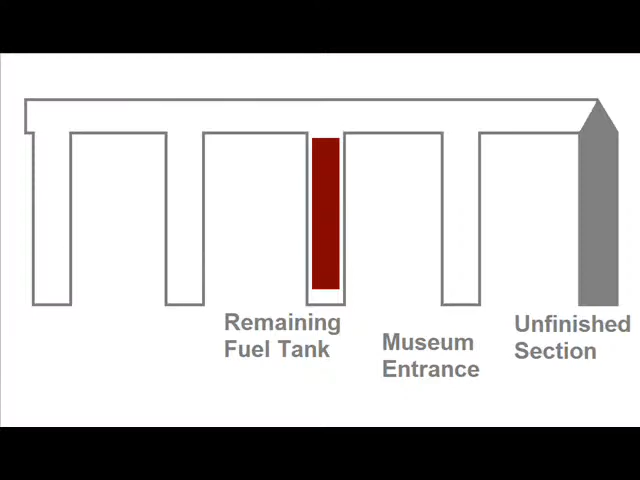 Remaining
Fuel Tank
Museum
Entrance
Unfinished
Section